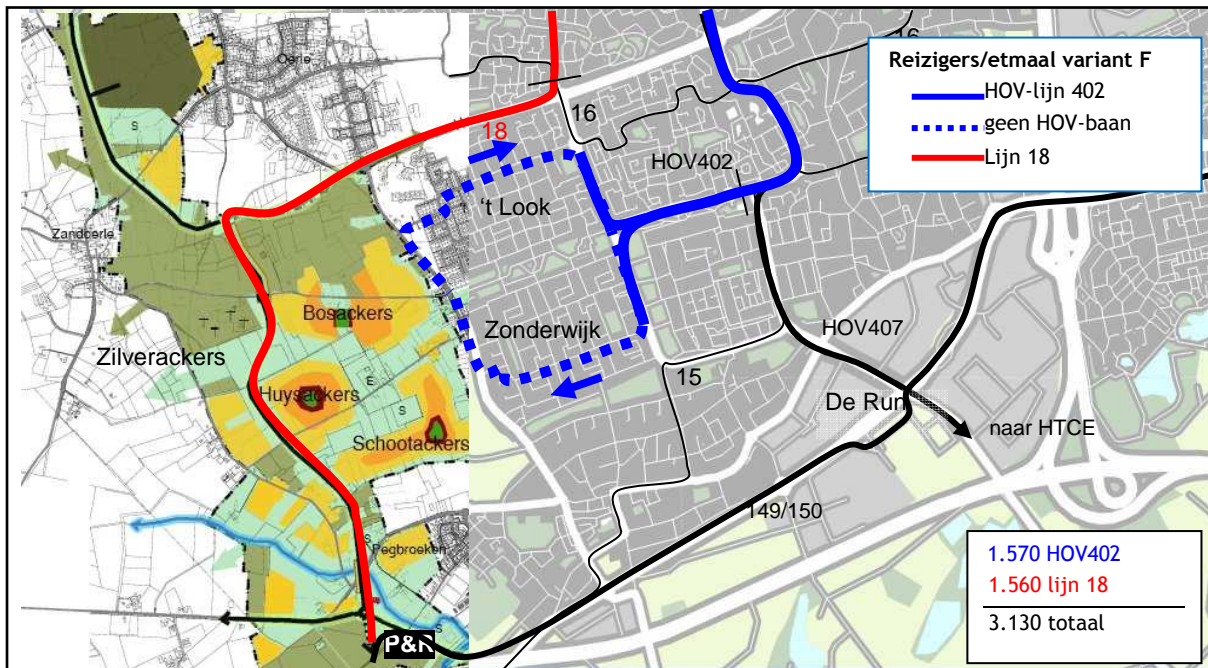 Oerle
16
16
Reizigers/etmaal variant F
HOV-lijn 402
geen HOV-baan
Lijn 18
18
HOV402
S
't Look
Zandoerle
Bosackers
Zonderwijk
HOV407
Zilverackers
15
E
Huysackers
S
De Run
Schootackers
S
naar HTCE
149/150
S
Pegbroeken
S
S
P&R
1.570 HOV402
1.560 lijn 18
3.130 totaal